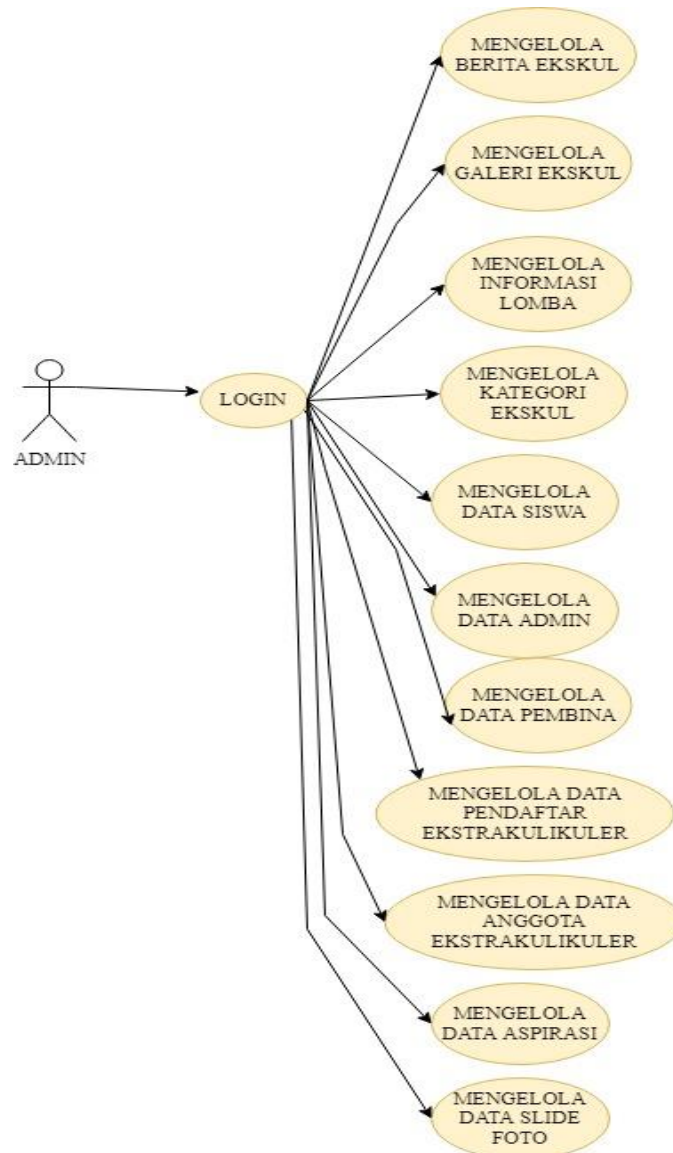 MENGELOLA
BERITA EKSKUL
MENGELOLA
GALERI EKSKUL
MENGELOLA
INFORMASI
LOMBA
MENGELOLA
KATEGORI
EKSKUL
LOGIN
ADMIN
MENGELOLA
DATA SISWA
MENGELOLA
DATA ADMIN
MENGELOLA
DATA PEMBINA
MENGELOLA DATA
PENDAFTAR
EKSTRAKULIKULER
MENGELOLA DATA
ANGGOTA
EKSTRAKULIKULER
MENGELOLA
DATA ASPIRASI
MENGELOLA
DATA SLIDE
FOTO